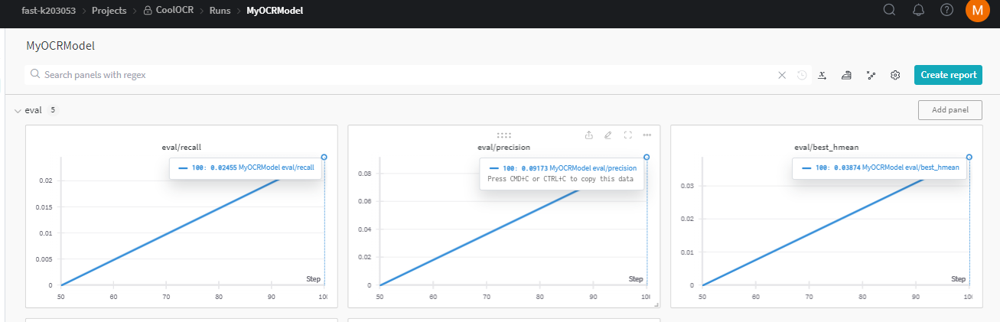 fast-k203053 > Projects > CoolOCR > Runs > MyOCRModel
M
MyOCRModel
Search panels with regex
Create report
eval 5
Add panel
eval/recall
100: 0.02455 MyOCRModel eval/recall
0.02
0.015
0.01
0.005
0
Step
50 60 70 80 90 10
eval/precision
100: 0.09173 MyOCRModel eval/precision
Press CMD+C or CTRL+C to copy this data
0.08
0.06
0.04
0.02
0
Step
50 60 70 80 90 10
eval/best_hmean
100: 0.03874 MyOCRModel eval/best_hmean
0.03
0.02
0.01
0
Step
50 60 70 80 90 10